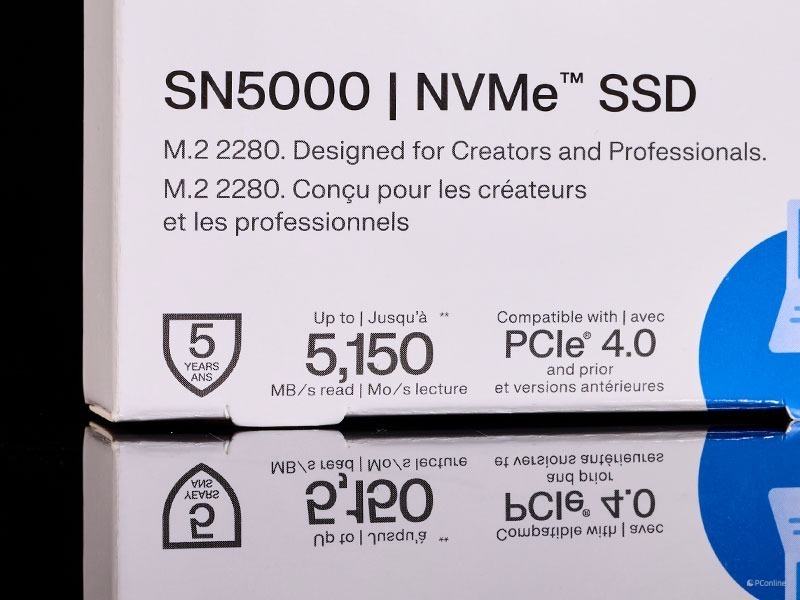 SN5000 | NVMe™ SSD
M.2 2280. Designed for Creators and Professionals.
M.2 2280. Conçu pour les créateurs
et les professionnels
5
YEARS
ANS
Up to | Jusqu'à **
5,150
MB/s read | Mo/s lecture
Compatible with | avec
PCIe® 4.0
and prior
et versions antérieures
PConline